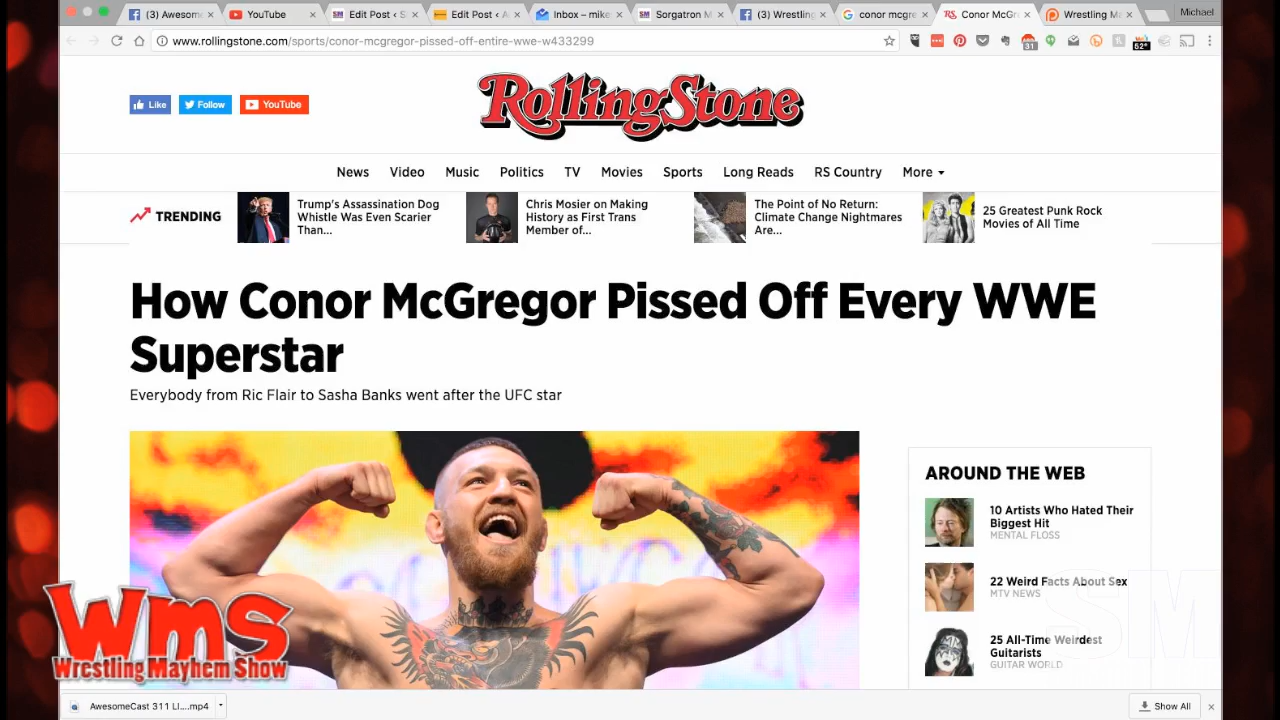 (3) Awesom
YouTube
Edit Post ‹ S
Edit Post ‹ A
Inbox – mike
Sorgatron M
(3) Wrestling
conor mcgre
Conor McGr
Wrestling Ma
Michael
www.rollingstone.com/sports/conor-mcgregor-pissed-off-entire-wwe-w433299
31
52°
Like
Follow
YouTube
RollingStone
News Video Music Politics TV Movies Sports Long Reads RS Country More
TRENDING
Trump's Assassination Dog
Whistle Was Even Scarier
Than...
Chris Mosier on Making
History as First Trans
Member of...
The Point of No Return:
Climate Change Nightmares
Are...
25 Greatest Punk Rock
Movies of All Time
How Conor McGregor Pissed Off Every WWE
Superstar
Everybody from Ric Flair to Sasha Banks went after the UFC star
AROUND THE WEB
10 Artists Who Hated Their
Biggest Hit
MENTAL FLOSS
22 Weird Facts About Sex
MTV NEWS
25 All-Time Weirdest
Guitarists
GUITAR WORLD
SM
wms
Wrestling Mayhem Show
AwesomeCast 311 LI....mp4
Show All